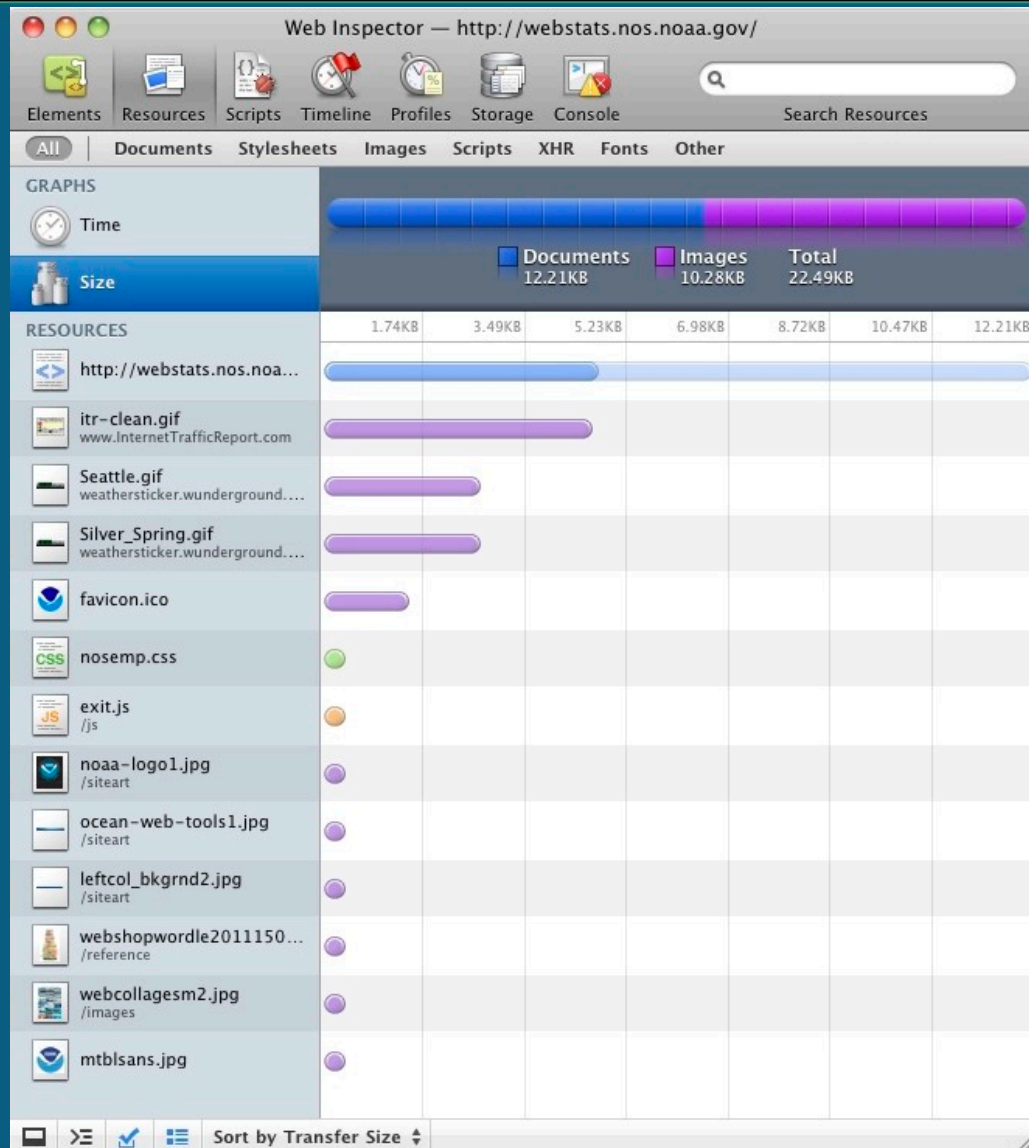 Web Inspector — http://webstats.nos.noaa.gov/
Elements Resources Scripts Timeline Profiles Storage Console Search Resources
All Documents Stylesheets Images Scripts XHR Fonts Other
GRAPHS
Time
Size
Documents Images Total
12.21KB 10.28KB 22.49KB
RESOURCES
1.74KB 3.49KB 5.23KB 6.98KB 8.72KB 10.47KB 12.21KB
http://webstats.nos.noa...
itr-clean.gif
www.InternetTrafficReport.com
Seattle.gif
weathersticker.wunderground....
Silver_Spring.gif
weathersticker.wunderground....
favicon.ico
CSS nosemp.css
JS exit.js
/js
noaa-logo1.jpg
/siteart
ocean-web-tools1.jpg
/siteart
leftcol_bkgrnd2.jpg
/siteart
webshopwordle2011150...
/reference
webcollagesm2.jpg
/images
mtblsans.jpg
Sort by Transfer Size